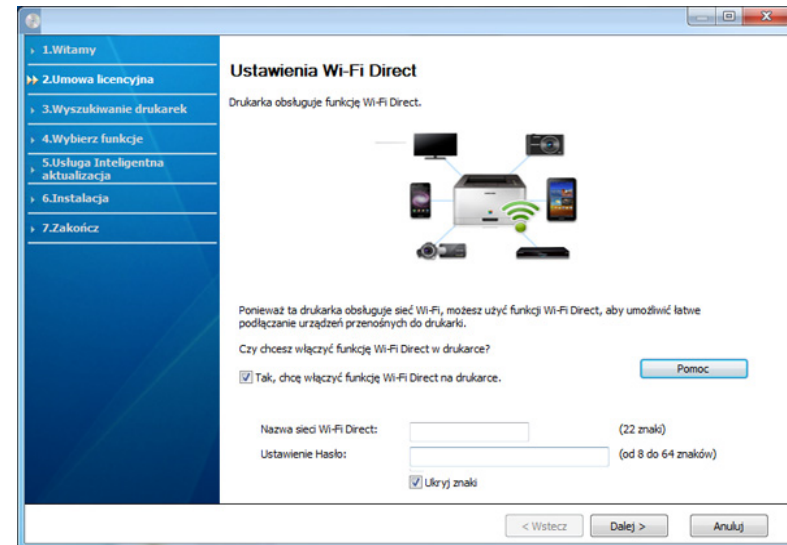 1.Witamy
2.Umowa licencyjna
3.Wyszukiwanie drukarek
4.Wybierz funkcje
5.Usługa Inteligentna
aktualizacja
6.Instalacja
7.Zakończ
Ustawienia Wi-Fi Direct
Drukarka obsługuje funkcję Wi-Fi Direct.
Ponieważ ta drukarka obsługuje sieć Wi-Fi, możesz użyć funkcji Wi-Fi Direct, aby umożliwić łatwe
podłączanie urządzeń przenośnych do drukarki.
Czy chcesz włączyć funkcję Wi-Fi Direct w drukarce?
Tak, chcę włączyć funkcję Wi-Fi Direct na drukarce.
Pomoc
Nazwa sieci Wi-Fi Direct: (22 znaki)
Ustawienie Hasło: (od 8 do 64 znaków)
Ukryj znaki
< Wstecz Dalej > Anuluj